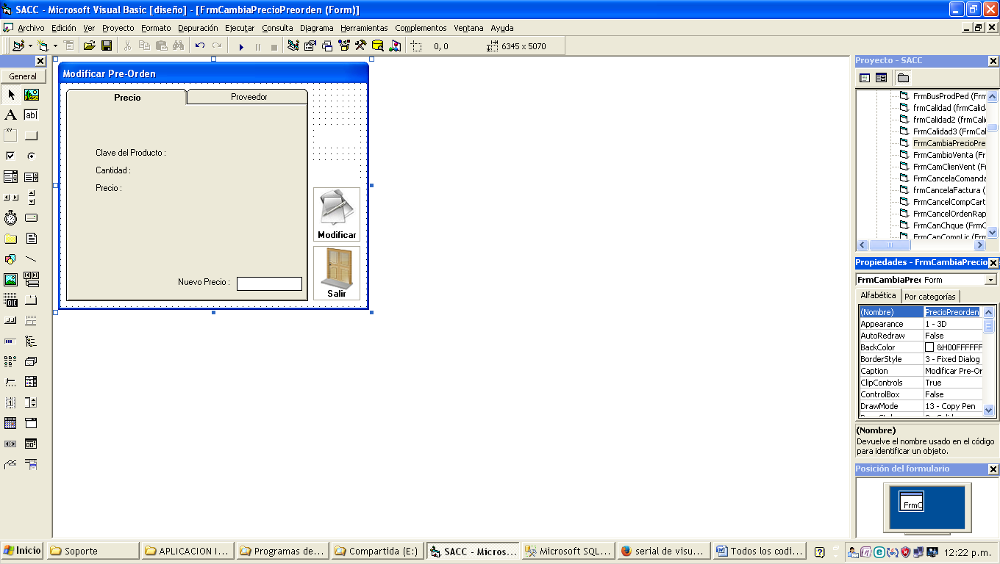 SACC - Microsoft Visual Basic [diseño] - [FrmCambiaPrecioPreorden (Form)]
Archivo Edición Ver Proyecto Formato Depuración Ejecutar Consulta Diagrama Herramientas Complementos Ventana Ayuda
0, 0 6345 x 5070
General
Modificar Pre-Orden
Precio Proveedor
Clave del Producto :
Cantidad :
Precio :
Nuevo Precio :
Modificar
Salir
Proyecto - SACC
FrmBusProdPed (Frm
frmCalidad (frmCalid
frmCalidad2 (frmCali
FrmCalidad3 (FrmCal
FrmCambiaPrecioPre
FrmCambioVenta (Fr
FrmCamClienVent (F
FrmCancelaComanda
frmCancelaFactura (
FrmCancelCompCart
FrmCancelOrdenRap
FrmCanChque (FrmC
FrmCanCompLic (Frm
Propiedades - FrmCambiaPrecio
FrmCambiaPre Form
Alfabética Por categorías
(Nombre) PrecioPreorden
Appearance 1 - 3D
AutoRedraw False
BackColor &H00FFFFFF
BorderStyle 3 - Fixed Dialog
Caption Modificar Pre-Or
ClipControls True
ControlBox False
DrawMode 13 - Copy Pen
(Nombre)
Devuelve el nombre usado en el código
para identificar un objeto.
Posición del formulario
FrmC
Inicio Soporte APLICACION I... Programas de... Compartida (E:) SACC - Micros... Microsoft SQL... serial de visu... Todos los codi... 12:22 p.m.